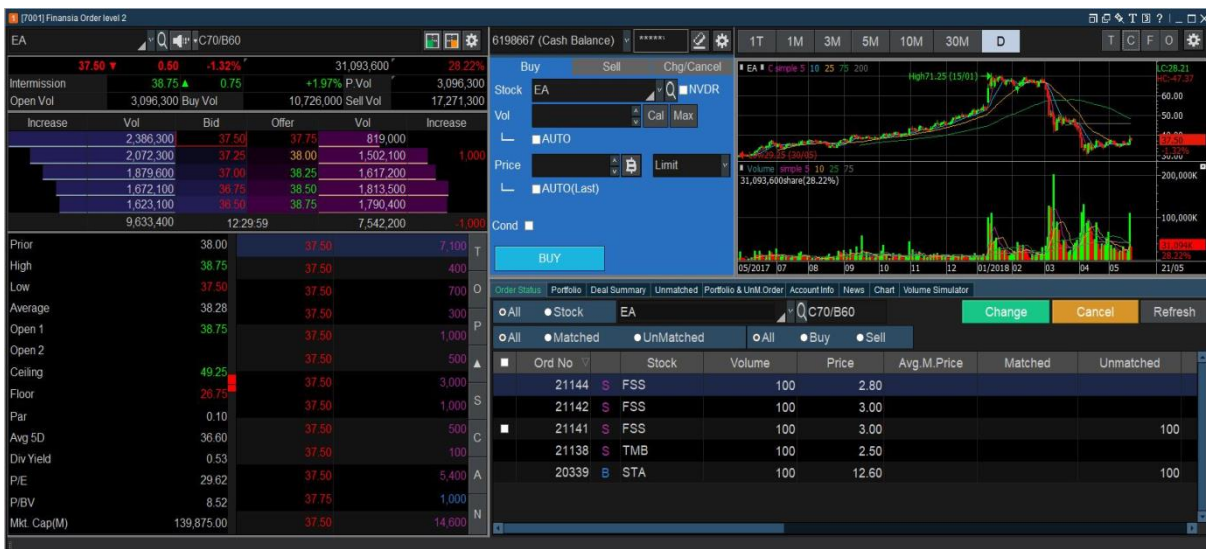 1 [7001] Finansia Order level 2
EA C70/B60
37.50 ▼ 0.50 -1.32% 31,093,600 28.22%
Intermission 38.75 ▲ 0.75 +1.97% P.Vol 3,096,300
Open Vol 3,096,300 Buy Vol 10,726,000 Sell Vol 17,271,300
Increase Vol Bid Offer Vol Increase
2,386,300 37.50 37.75 819,000
2,072,300 37.25 38.00 1,502,100 1,000
1,879,600 37.00 38.25 1,617,200
1,672,100 36.75 38.50 1,813,500
1,623,100 36.50 38.75 1,790,400
9,633,400 12:29:59 7,542,200 -1,000
Prior 38.00 37.50 7,100 T
High 38.75 37.50 400
Low 37.50 37.50 700 O
Average 38.28 37.50 300
Open 1 38.75 37.50 1,000 P
Open 2 37.50 500 ▲
Ceiling 49.25 37.50 3,000
Floor 26.75 37.50 1,000 S
Par 0.10 37.50 500
Avg 5D 36.60 37.50 100 C
Div Yield 0.53
P/E 29.62 37.50 5,400 A
P/BV 8.52 37.75 1,000
Mkt. Cap(M) 139,875.00 37.50 14,600 N
6198667 (Cash Balance) *****
Buy Sell Chg/Cancel
Stock EA NVDR
Vol Cal Max
AUTO
Price Limit
AUTO(Last)
Cond
BUY
1T 1M 3M 5M 10M 30M D T C F O
EA C simple 5 10 25 75 200
High71.25 (15/01)
LC:28.21
HC:-47.37
60.00
50.00
37.50
-1.32%
30.00
Volume simple 5 10 25 75
31,093,600share(28.22%)
200,000K
100,000K
28.22%
05/2017 07 08 09 10 11 12 01/2018 02 03 04 05 21/05
Order Status Portfolio Deal Summary Unmatched Portfolio & UnM.Order Account Info News Chart Volume Simulator
All Stock EA C70/B60 Change Cancel Refresh
All Matched UnMatched All Buy Sell
Ord No Stock Volume Price Avg.M.Price Matched Unmatched
21144 S FSS 100 2.80
21142 S FSS 100 3.00
21141 S FSS 100 3.00 100
21138 S TMB 100 2.50
20339 B STA 100 12.60 100